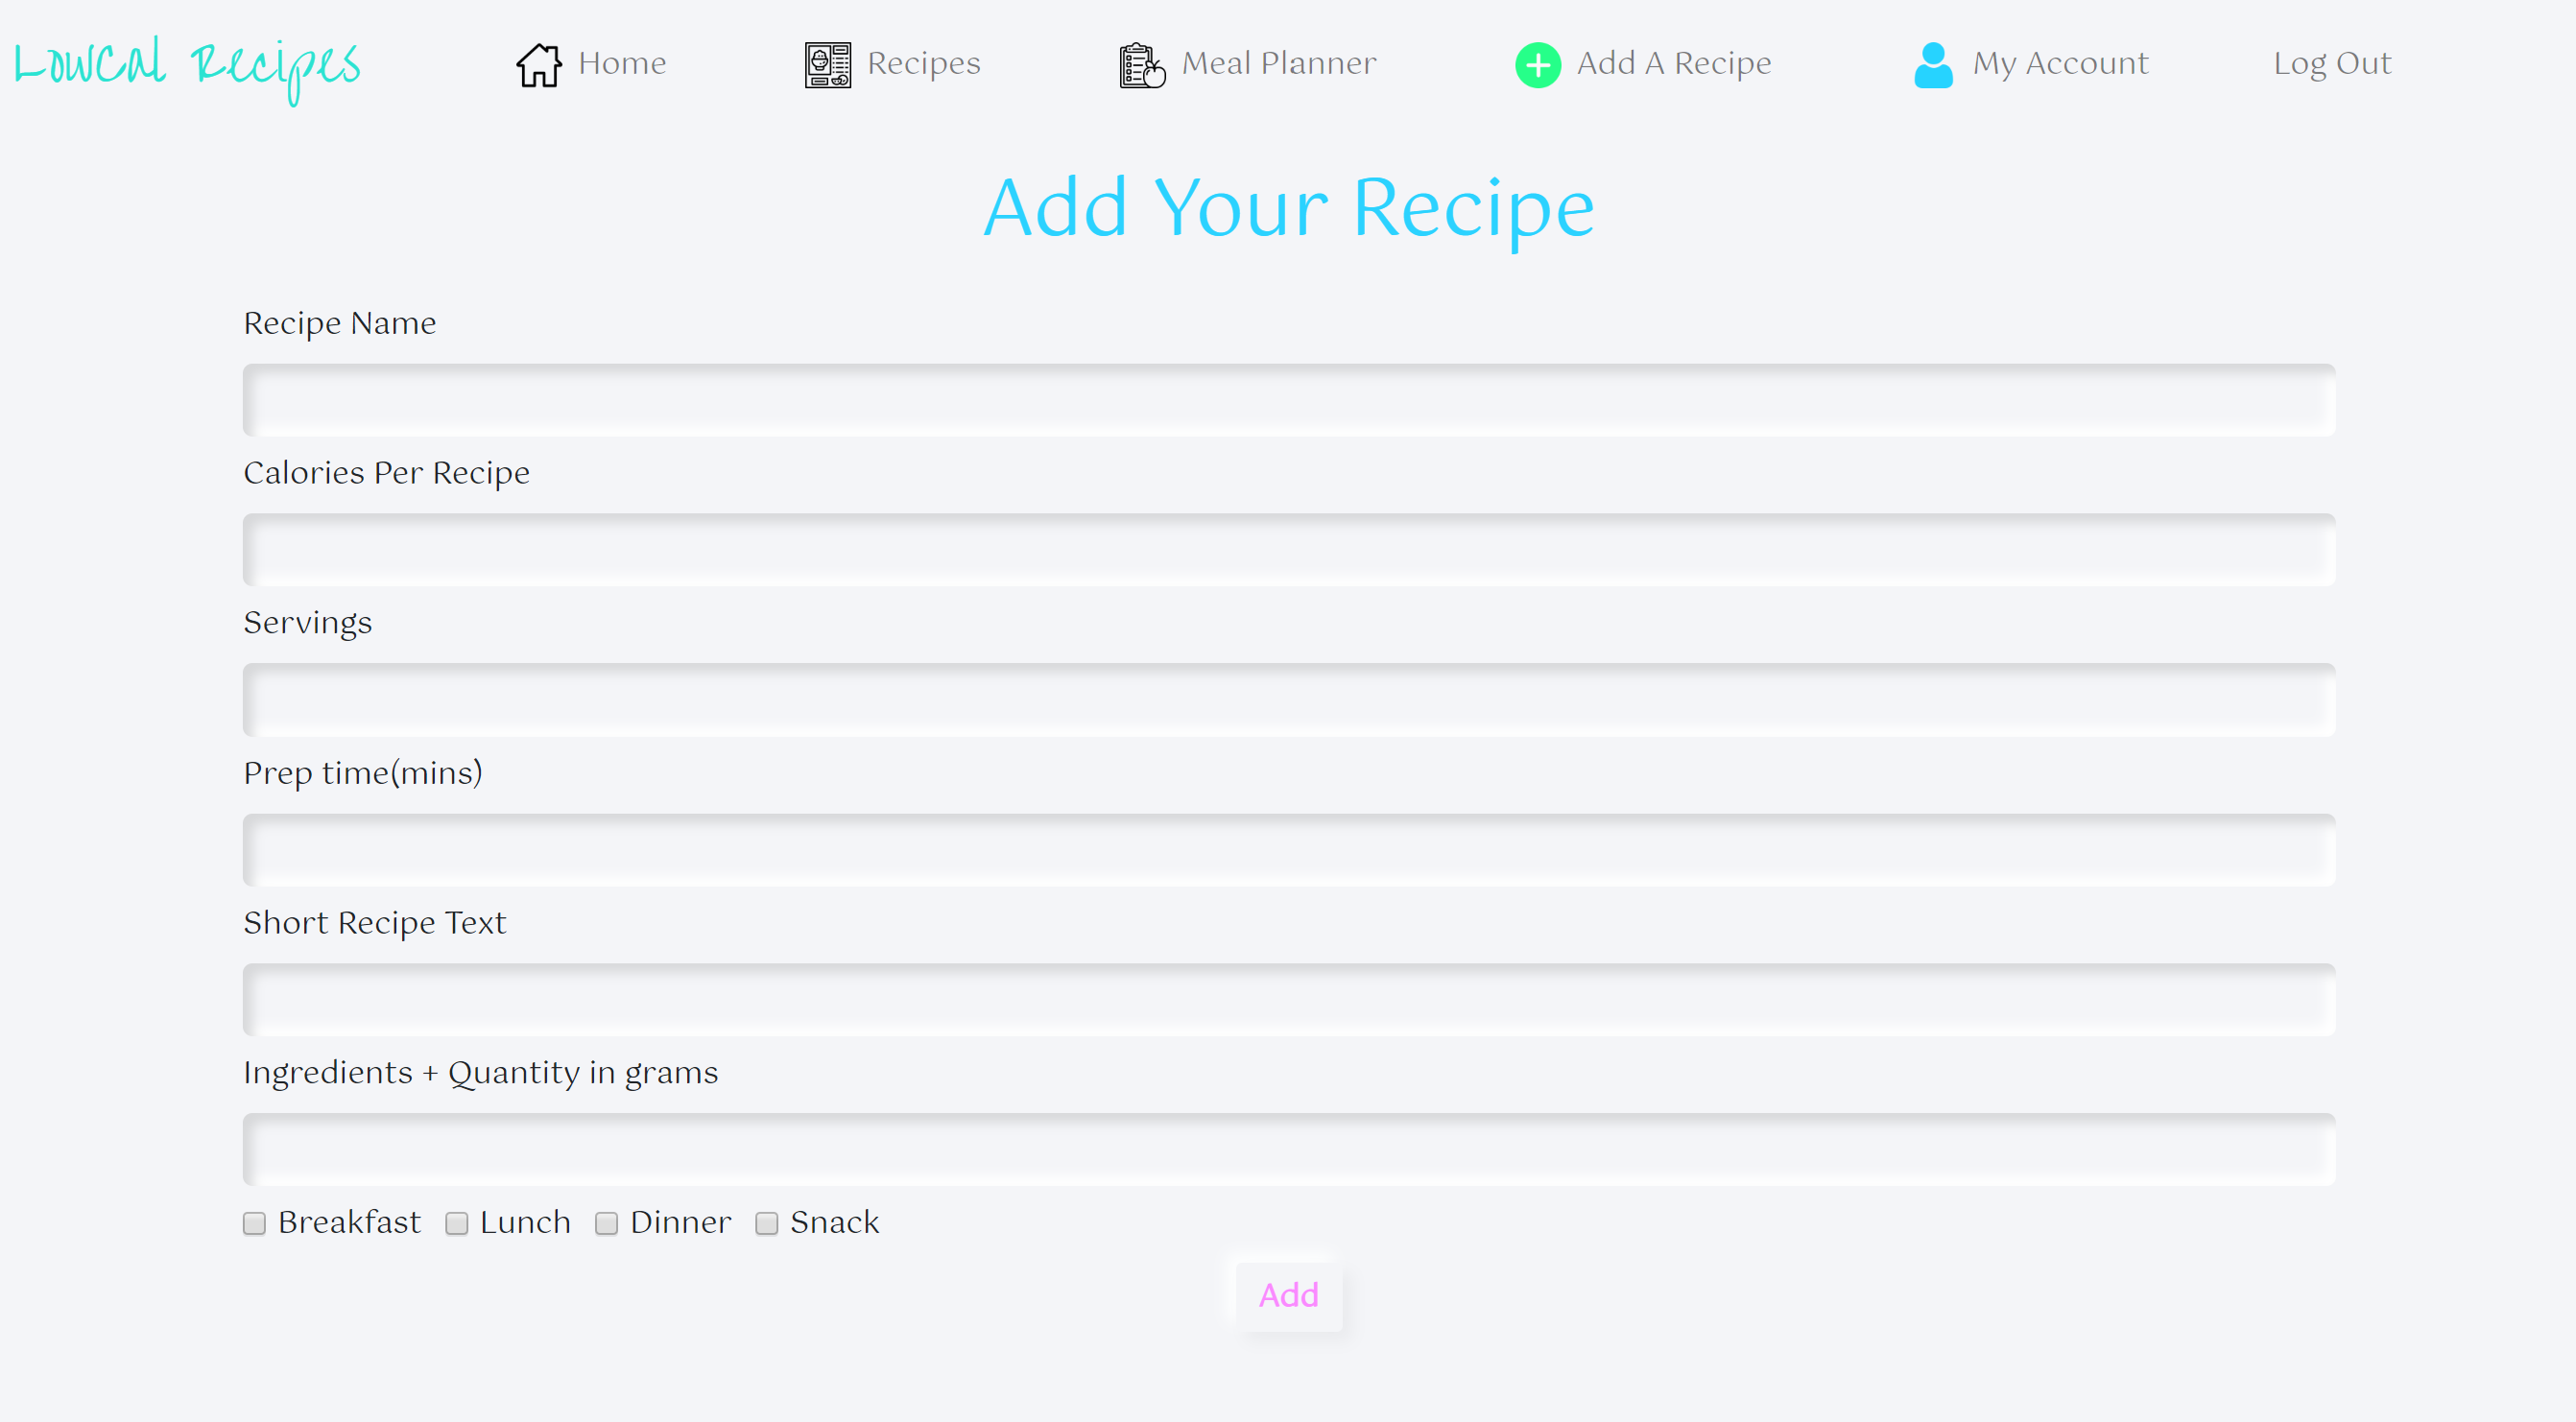 LowCal Recipes Home Recipes Meal Planner Add A Recipe My Account Log Out
Add Your Recipe
Recipe Name
Calories Per Recipe
Servings
Prep time(mins)
Short Recipe Text
Ingredients + Quantity in grams
Breakfast Lunch Dinner Snack
Add